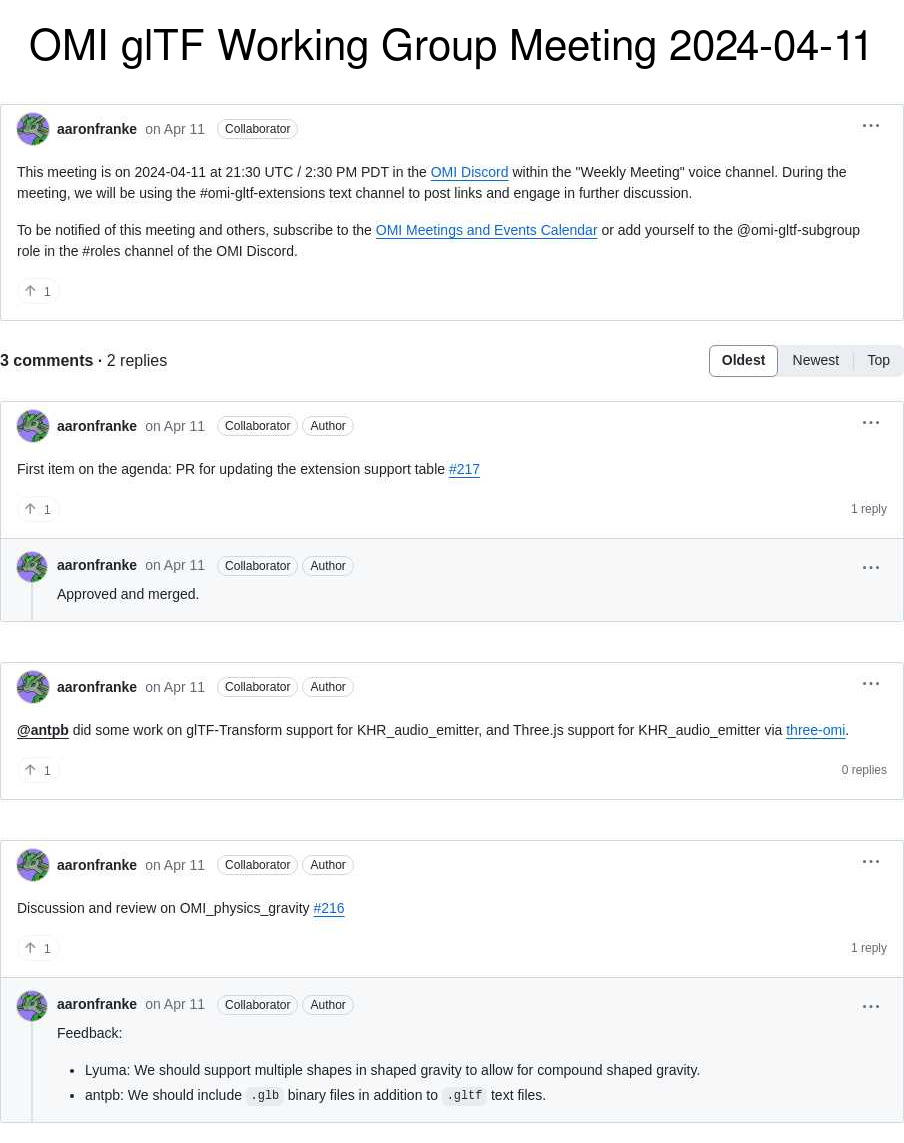 OMI glTF Working Group Meeting 2024-04-11
aaronfranke on Apr 11 Collaborator ...
This meeting is on 2024-04-11 at 21:30 UTC / 2:30 PM PDT in the OMI Discord within the "Weekly Meeting" voice channel. During the
meeting, we will be using the #omi-gltf-extensions text channel to post links and engage in further discussion.
To be notified of this meeting and others, subscribe to the OMI Meetings and Events Calendar or add yourself to the @omi-gltf-subgroup
role in the #roles channel of the OMI Discord.
↑ 1
3 comments · 2 replies Oldest Newest Top
aaronfranke on Apr 11 Collaborator Author ...
First item on the agenda: PR for updating the extension support table #217
↑ 1 1 reply
aaronfranke on Apr 11 Collaborator Author ...
Approved and merged.
aaronfranke on Apr 11 Collaborator Author ...
@antpb did some work on glTF-Transform support for KHR_audio_emitter, and Three.js support for KHR_audio_emitter via three-omi.
↑ 1 0 replies
aaronfranke on Apr 11 Collaborator Author ...
Discussion and review on OMI_physics_gravity #216
↑ 1 1 reply
aaronfranke on Apr 11 Collaborator Author ...
Feedback:
• Lyuma: We should support multiple shapes in shaped gravity to allow for compound shaped gravity.
• antpb: We should include .glb binary files in addition to .gltf text files.